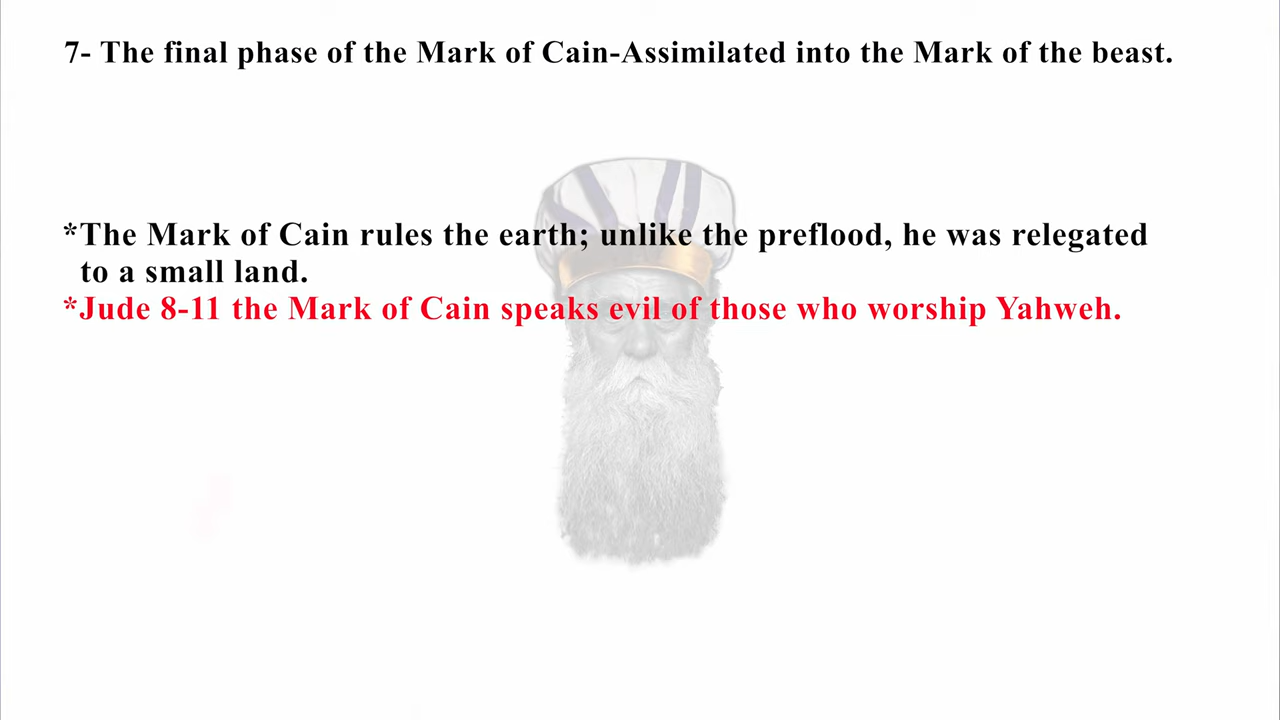 7- The final phase of the Mark of Cain-Assimilated into the Mark of the beast.
*The Mark of Cain rules the earth; unlike the preflood, he was relegated
to a small land.
*Jude 8-11 the Mark of Cain speaks evil of those who worship Yahweh.